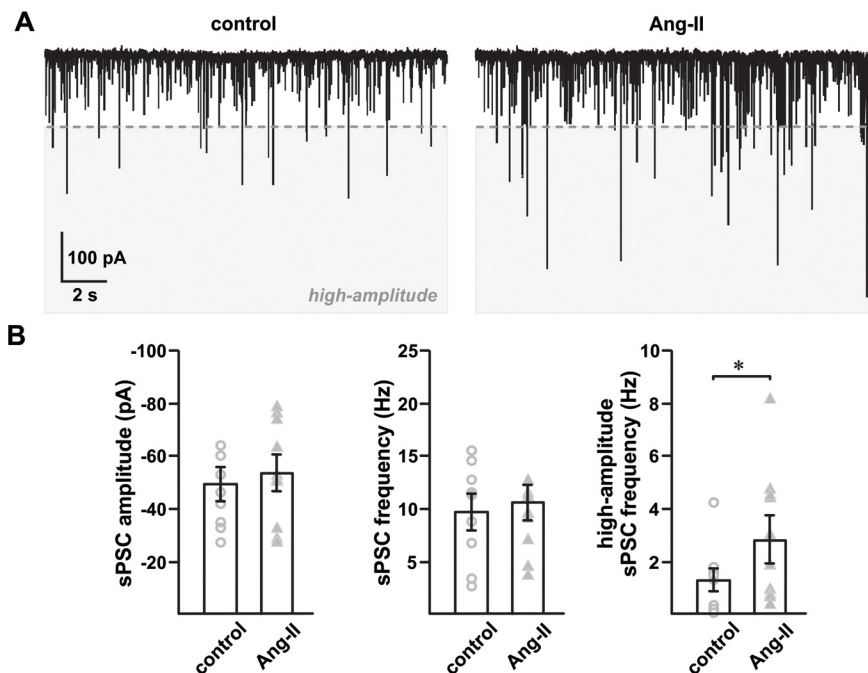 A
control
Ang-II
100 pA
2 s
high-amplitude
B
sPSC amplitude (pA)
-100
-80
-60
-40
-20
control
Ang-II
sPSC frequency (Hz)
25
20
15
10
5
control
Ang-II
high-amplitude
sPSC frequency (Hz)
10
8
6
4
2
*
control
Ang-II